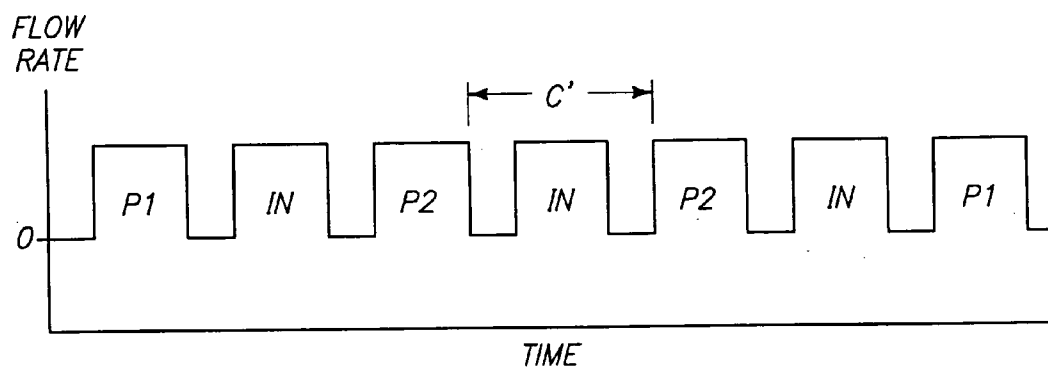 FLOW
RATE
C'
P1 IN P2 IN P2 IN P1
0
TIME